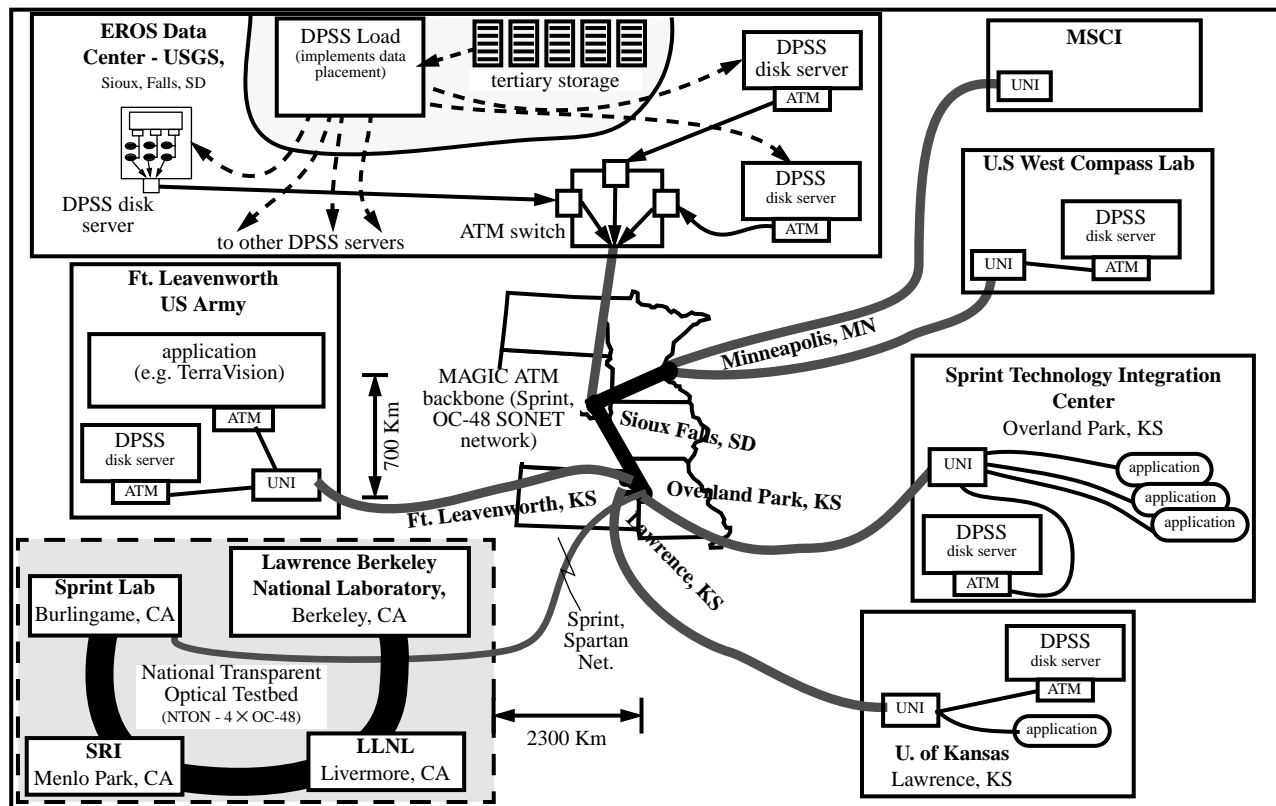 EROS Data
Center - USGS,
Sioux, Falls, SD
DPSS Load
(implements data
placement)
tertiary storage
DPSS
disk server
ATM
DPSS
disk server
ATM
DPSS disk
server
to other DPSS servers
ATM switch
MSCI
UNI
U.S West Compass Lab
DPSS
disk server
ATM
UNI
Ft. Leavenworth
US Army
application
(e.g. TerraVision)
ATM
DPSS
disk server
ATM
UNI
700 Km
MAGIC ATM
backbone (Sprint,
OC-48 SONET
network)
Minneapolis, MN
Sioux Falls, SD
Overland Park, KS
Ft. Leavenworth, KS
Lawrence, KS
Sprint Technology Integration
Center
Overland Park, KS
UNI
application
application
application
DPSS
disk server
ATM
Sprint Lab
Burlingame, CA
Lawrence Berkeley
National Laboratory,
Berkeley, CA
National Transparent
Optical Testbed
(NTON - 4 × OC-48)
SRI
Menlo Park, CA
LLNL
Livermore, CA
Sprint,
Spartan
Net.
2300 Km
DPSS
disk server
ATM
UNI
application
U. of Kansas
Lawrence, KS